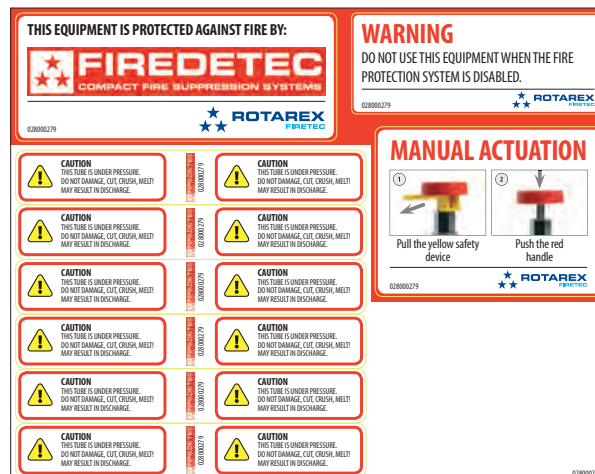 THIS EQUIPMENT IS PROTECTED AGAINST FIRE BY:
FIREDETEC
COMPACT FIRE SUPPRESSION SYSTEMS
028000279
ROTAREX
FIRETEC
WARNING
DO NOT USE THIS EQUIPMENT WHEN THE FIRE
PROTECTION SYSTEM IS DISABLED.
028000279
ROTAREX
FIRETEC
MANUAL ACTUATION
1
2
Pull the yellow safety
device
Push the red
handle
028000279
ROTAREX
FIRETEC
CAUTION
THIS TUBE IS UNDER PRESSURE.
DO NOT DAMAGE, CUT, CRUSH, MELT!
MAY RESULT IN DISCHARGE.
FIREDETEC
028000279
CAUTION
THIS TUBE IS UNDER PRESSURE.
DO NOT DAMAGE, CUT, CRUSH, MELT!
MAY RESULT IN DISCHARGE.
CAUTION
THIS TUBE IS UNDER PRESSURE.
DO NOT DAMAGE, CUT, CRUSH, MELT!
MAY RESULT IN DISCHARGE.
FIREDETEC
028000279
CAUTION
THIS TUBE IS UNDER PRESSURE.
DO NOT DAMAGE, CUT, CRUSH, MELT!
MAY RESULT IN DISCHARGE.
CAUTION
THIS TUBE IS UNDER PRESSURE.
DO NOT DAMAGE, CUT, CRUSH, MELT!
MAY RESULT IN DISCHARGE.
FIREDETEC
028000279
CAUTION
THIS TUBE IS UNDER PRESSURE.
DO NOT DAMAGE, CUT, CRUSH, MELT!
MAY RESULT IN DISCHARGE.
CAUTION
THIS TUBE IS UNDER PRESSURE.
DO NOT DAMAGE, CUT, CRUSH, MELT!
MAY RESULT IN DISCHARGE.
FIREDETEC
028000279
CAUTION
THIS TUBE IS UNDER PRESSURE.
DO NOT DAMAGE, CUT, CRUSH, MELT!
MAY RESULT IN DISCHARGE.
CAUTION
THIS TUBE IS UNDER PRESSURE.
DO NOT DAMAGE, CUT, CRUSH, MELT!
MAY RESULT IN DISCHARGE.
FIREDETEC
028000279
CAUTION
THIS TUBE IS UNDER PRESSURE.
DO NOT DAMAGE, CUT, CRUSH, MELT!
MAY RESULT IN DISCHARGE.
CAUTION
THIS TUBE IS UNDER PRESSURE.
DO NOT DAMAGE, CUT, CRUSH, MELT!
MAY RESULT IN DISCHARGE.
FIREDETEC
028000279
CAUTION
THIS TUBE IS UNDER PRESSURE.
DO NOT DAMAGE, CUT, CRUSH, MELT!
MAY RESULT IN DISCHARGE.